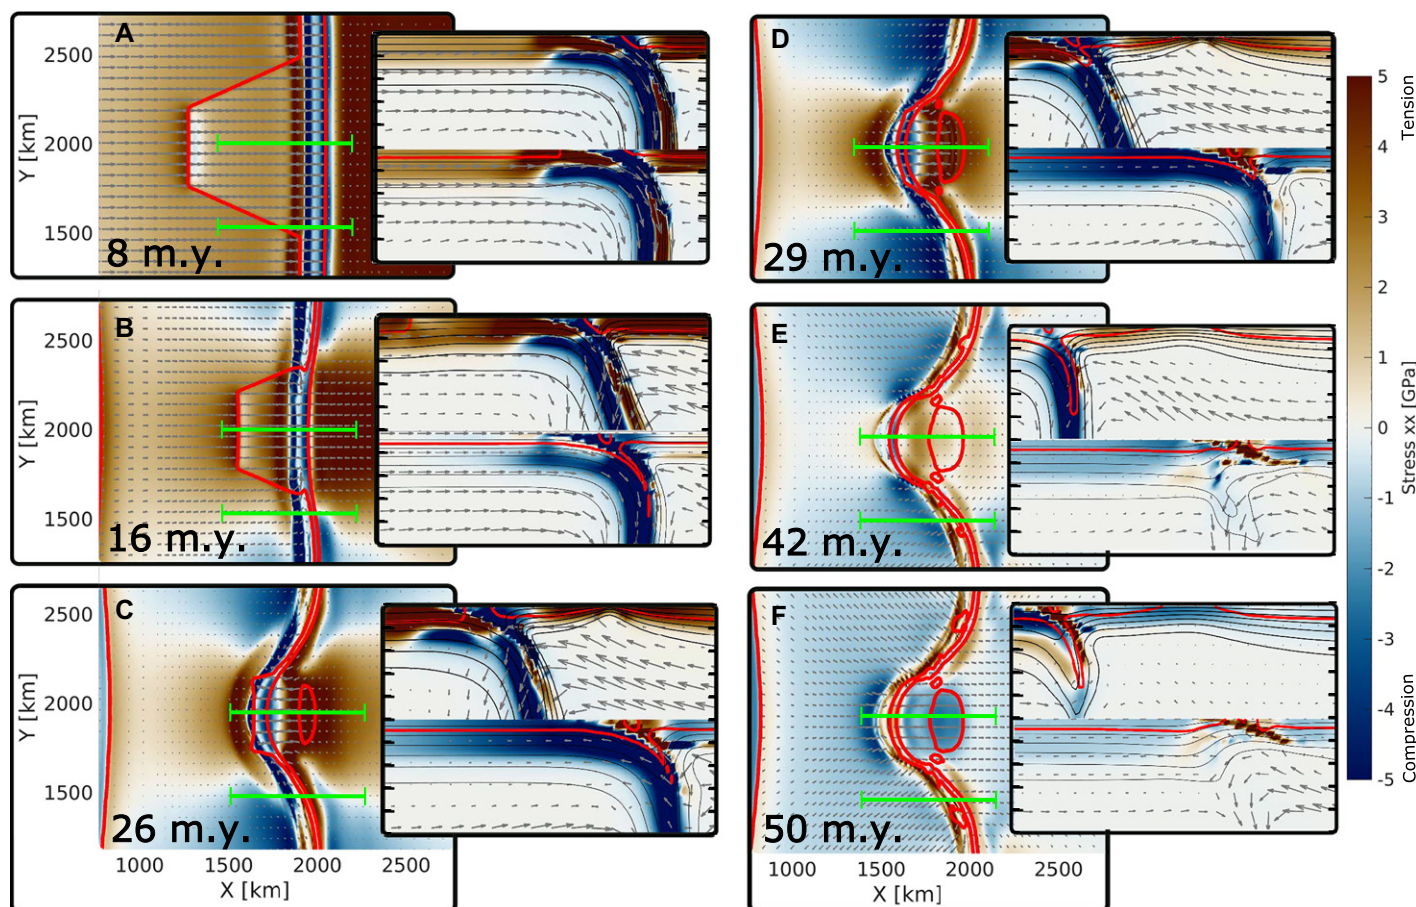 A
2500
2000
1500
Y [km]
8 m.y.
B
2500
2000
1500
Y [km]
16 m.y.
C
2500
2000
1500
Y [km]
26 m.y.
1000
1500
2000
2500
X [km]
D
29 m.y.
E
42 m.y.
F
50 m.y.
1000
1500
2000
2500
X [km]
5
4
3
2
1
0
-1
-2
-3
-4
-5
Tension
Stress xx [GPa]
Compression